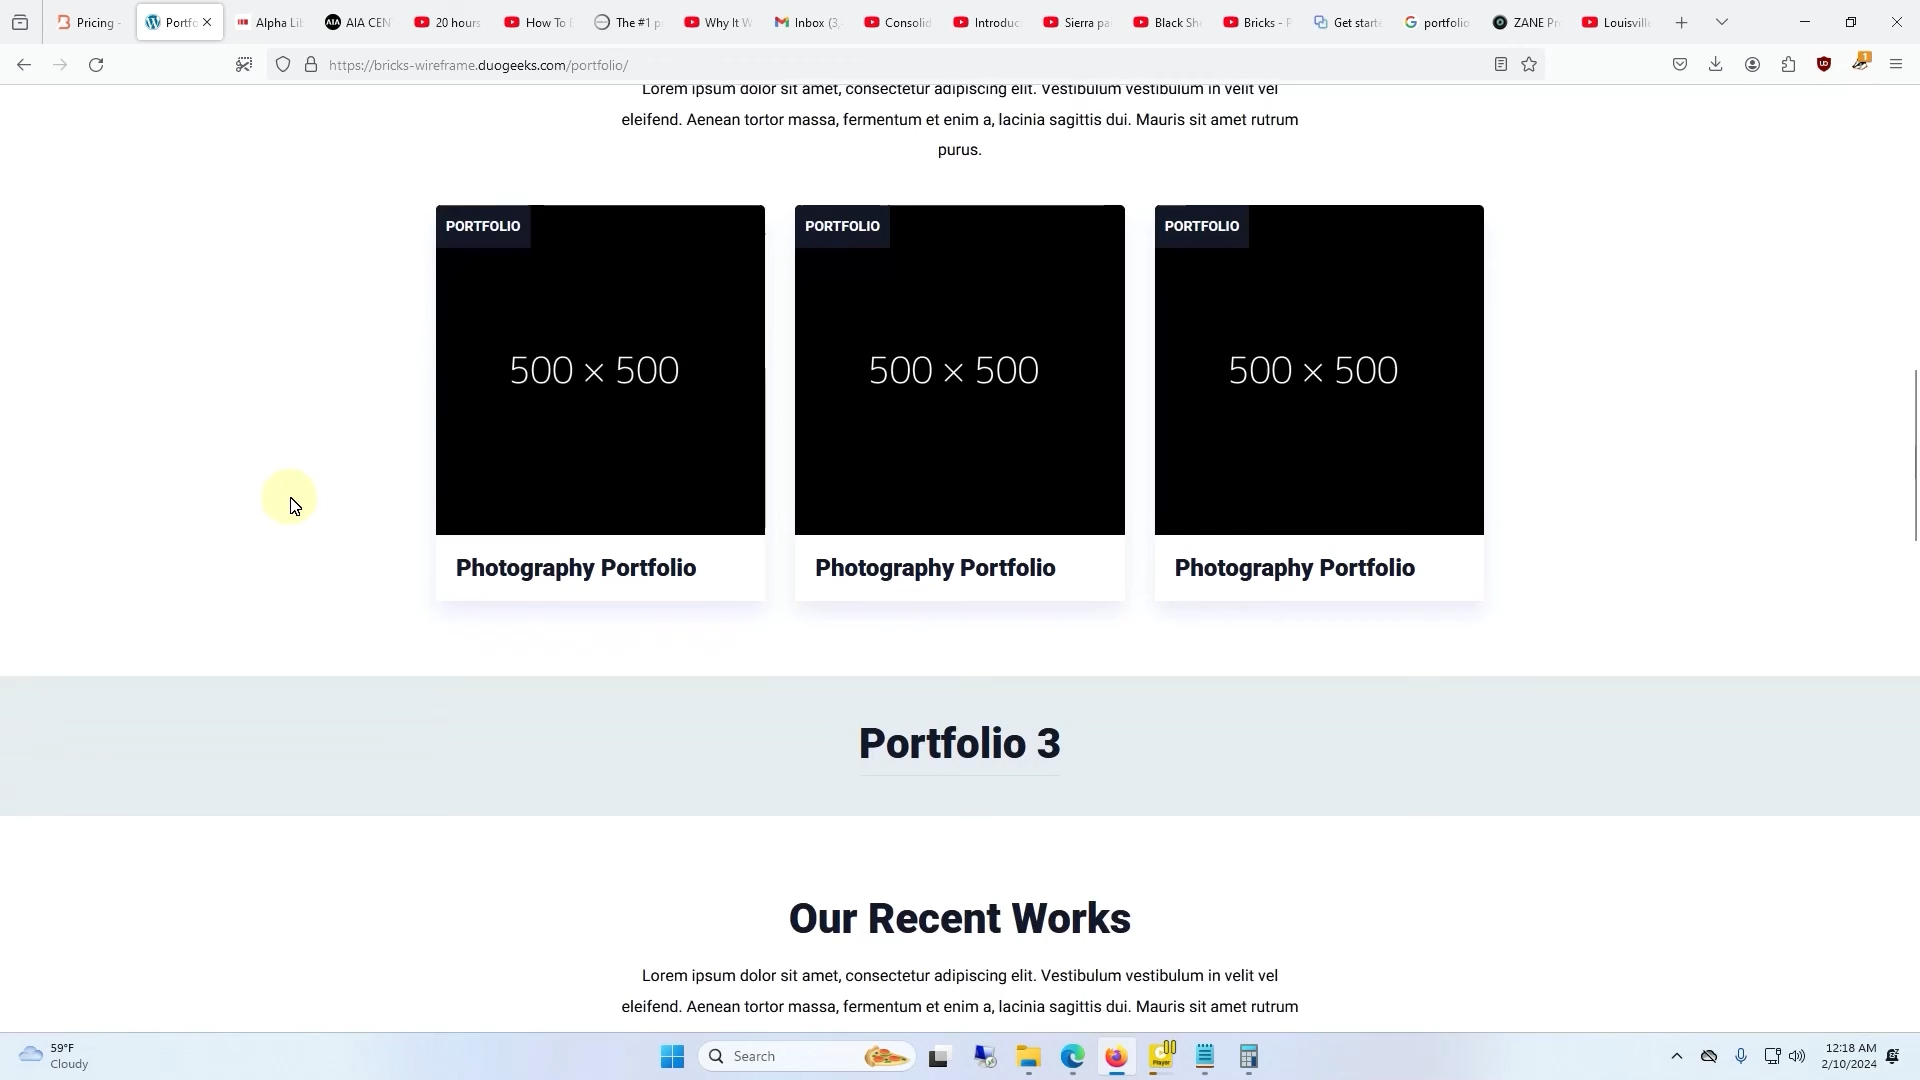 Pricing -
Portfo
Alpha Lib
AIA CEN
20 hours
How To
The #1 p
Why It W
Inbox (3,
Consolid
Introduc
Sierra pa
Black She
Bricks - P
Get starte
portfolio
ZANE Pr
Louisville
https://bricks-wireframe.duogeeks.com/portfolio/
1
Lorem ipsum dolor sit amet, consectetur adipiscing elit. Vestibulum vestibulum in velit vel
eleifend. Aenean tortor massa, fermentum et enim a, lacinia sagittis dui. Mauris sit amet rutrum
purus.
PORTFOLIO
PORTFOLIO
PORTFOLIO
500 × 500
500 × 500
500 × 500
Photography Portfolio
Photography Portfolio
Photography Portfolio
Portfolio 3
Our Recent Works
Lorem ipsum dolor sit amet, consectetur adipiscing elit. Vestibulum vestibulum in velit vel
eleifend. Aenean tortor massa, fermentum et enim a, lacinia sagittis dui. Mauris sit amet rutrum
59°F
Cloudy
Search
Player
12:18 AM
2/10/2024